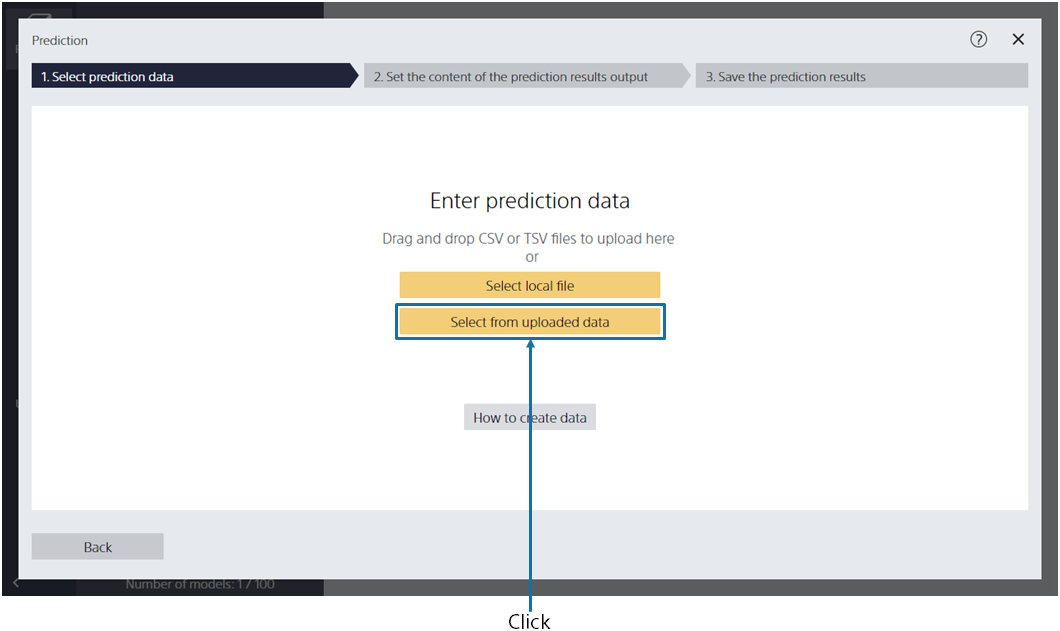 Prediction
1. Select prediction data
2. Set the content of the prediction results output
3. Save the prediction results
Enter prediction data
Drag and drop CSV or TSV files to upload here
or
Select local file
Select from uploaded data
How to create data
Back
Number of models: 1 / 100
Click